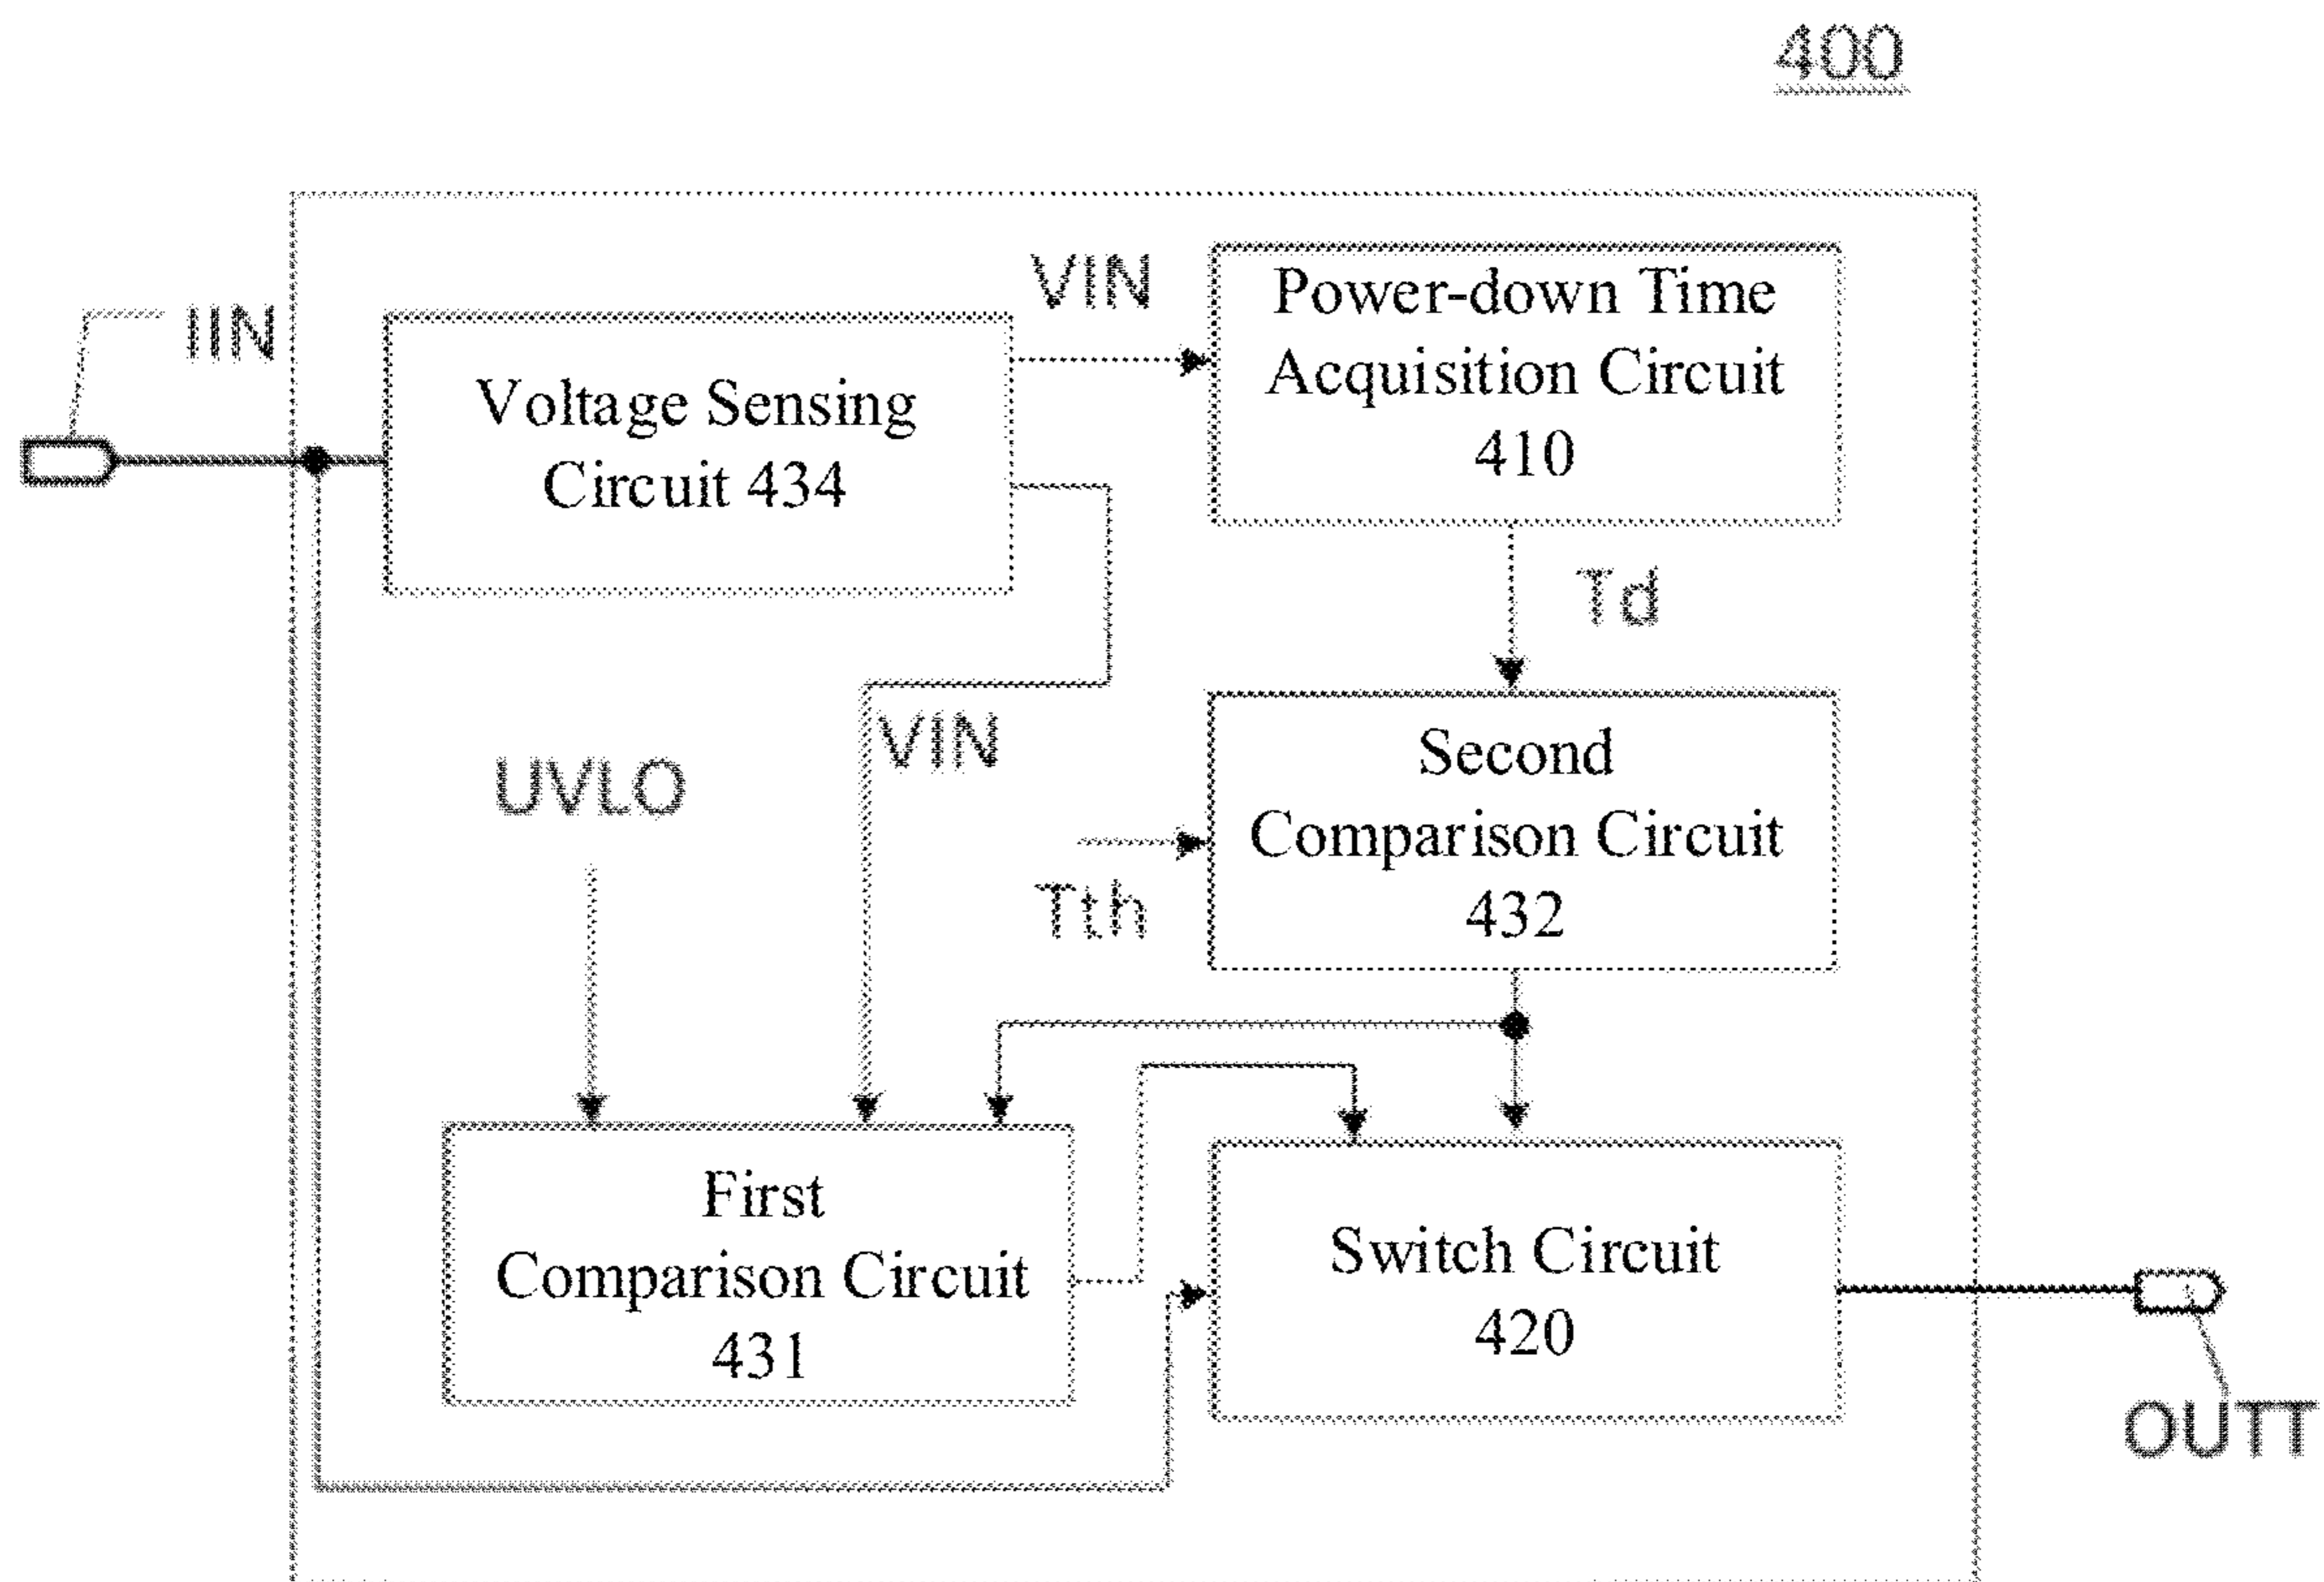 400
IIN
Voltage Sensing
Circuit 434
VIN
Power-down Time
Acquisition Circuit
410
Td
VIN
UVLO
Second
Comparison Circuit
432
Tth
First
Comparison Circuit
431
Switch Circuit
420
OUTT